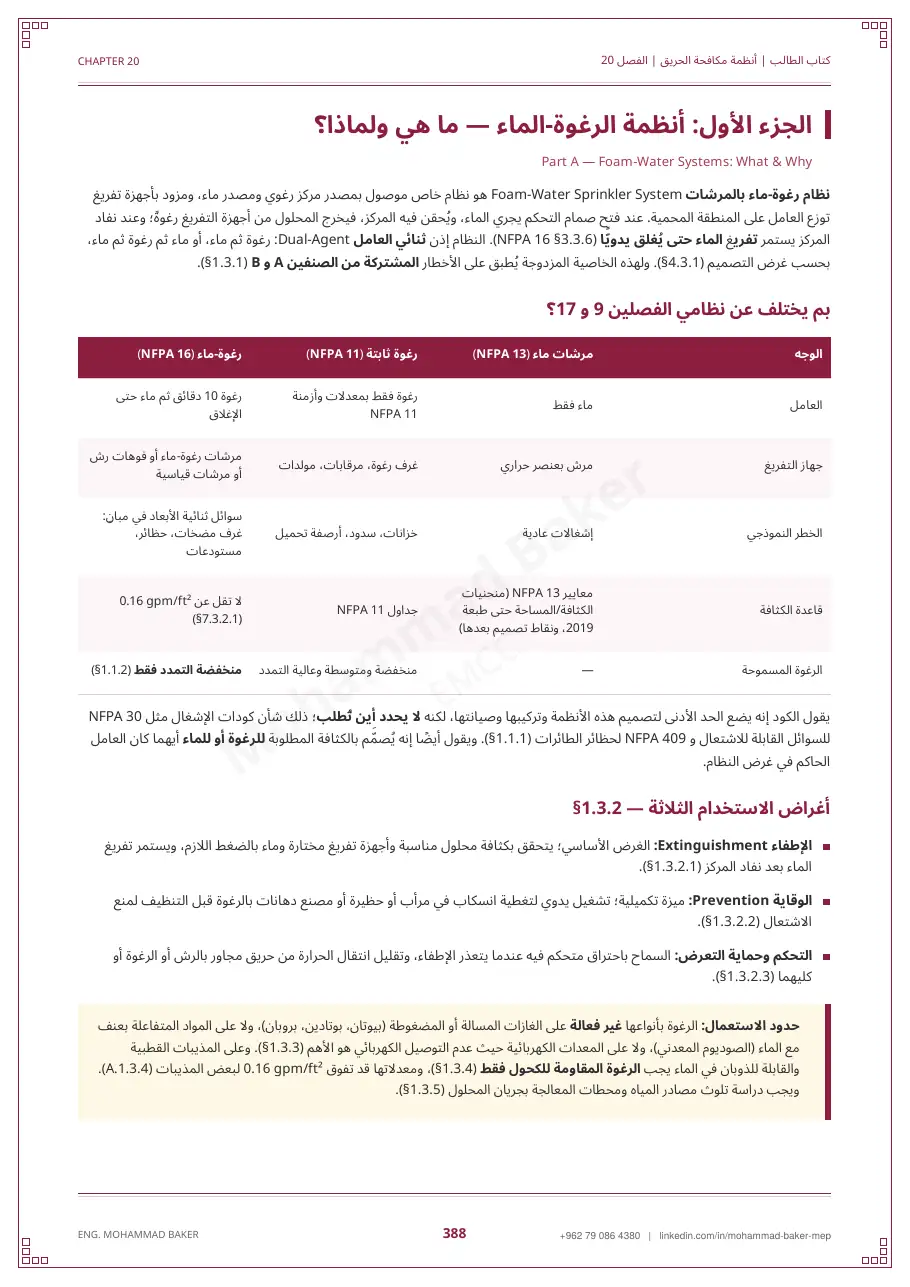 كتاب الطالب | أنظمة مكافحة الحريق | الفصل 20
CHAPTER 20
الجزء الأول: أنظمة الرغوة-الماء — ما هي ولماذا؟
Part A — Foam-Water Systems: What & Why
نظام رغوة-ماء بالمرشات Foam-Water Sprinkler System هو نظام خاص موصول بمصدر مركز رغوي ومصدر ماء، ومزود بأجهزة تفريغ
توزع العامل على المنطقة المحمية. عند فتح صمام التحكم يجري الماء، ويُحقن فيه المركز، فيخرج المحلول من أجهزة التفريغ رغوةً؛ وعند نفاد
المركز يستمر تفريغ الماء حتى يُغلق يدويًا (NFPA 16 §3.3.6). النظام إذن ثنائي العامل Dual-Agent: رغوة ثم ماء، أو ماء ثم رغوة ثم ماء،
بحسب غرض التصميم (§4.3.1). ولهذه الخاصية المزدوجة يُطبق على الأخطار المشتركة من الصنفين A و B (§1.3.1).
بم يختلف عن نظامي الفصلين 9 و 17؟
الوجه | مرشات ماء (NFPA 13) | رغوة ثابتة (NFPA 11) | رغوة-ماء (NFPA 16)
العامل | ماء فقط | رغوة فقط بمعدلات وأزمنة NFPA 11 | رغوة 10 دقائق ثم ماء حتى الإغلاق
جهاز التفريغ | مرش بعنصر حراري | غرف رغوة، مرقابات، مولدات | مرشات رغوة-ماء أو فوهات رش أو مرشات قياسية
الخطر النموذجي | إشغالات عادية | خزانات، سدود، أرصفة تحميل | سوائل ثنائية الأبعاد في مبان: غرف مضخات، حظائر، مستودعات
قاعدة الكثافة | معايير NFPA 13 (منحنيات الكثافة/المساحة حتى طبعة 2019، ونقاط تصميم بعدها) | جداول NFPA 11 | لا تقل عن 0.16 gpm/ft² (§7.3.2.1)
الرغوة المسموحة | — | منخفضة ومتوسطة وعالية التمدد | منخفضة التمدد فقط (§1.1.2)
يقول الكود إنه يضع الحد الأدنى لتصميم هذه الأنظمة وتركيبها وصيانتها، لكنه لا يحدد أين تُطلب؛ ذلك شأن كودات الإشغال مثل NFPA 30
للسوائل القابلة للاشتعال و NFPA 409 لحظائر الطائرات (§1.1.1). ويقول أيضًا إنه يُصمَّم بالكثافة المطلوبة للرغوة أو للماء أيهما كان العامل
الحاكم في غرض النظام.
أغراض الاستخدام الثلاثة — §1.3.2
الإطفاء Extinguishment: الغرض الأساسي؛ يتحقق بكثافة محلول مناسبة وأجهزة تفريغ مختارة وماء بالضغط اللازم، ويستمر تفريغ
الماء بعد نفاد المركز (§1.3.2.1).
الوقاية Prevention: ميزة تكميلية؛ تشغيل يدوي لتغطية انسكاب في مرأب أو حظيرة أو مصنع دهانات بالرغوة قبل التنظيف لمنع
الاشتعال (§1.3.2.2).
التحكم وحماية التعرض: السماح باحتراق متحكم فيه عندما يتعذر الإطفاء، وتقليل انتقال الحرارة من حريق مجاور بالرش أو الرغوة أو
كليهما (§1.3.2.3).
حدود الاستعمال: الرغوة بأنواعها غير فعالة على الغازات المسالة أو المضغوطة (بيوتان، بوتادين، بروبان)، ولا على المواد المتفاعلة بعنف
مع الماء (الصوديوم المعدني)، ولا على المعدات الكهربائية حيث عدم التوصيل الكهربائي هو الأهم (§1.3.3). وعلى المذيبات القطبية
والقابلة للذوبان في الماء يجب الرغوة المقاومة للكحول فقط (§1.3.4)، ومعدلاتها قد تفوق 0.16 gpm/ft² لبعض المذيبات (A.1.3.4).
ويجب دراسة تلوث مصادر المياه ومحطات المعالجة بجريان المحلول (§1.3.5).
Mohammad Baker
EMCC
ENG. MOHAMMAD BAKER
388
+962 79 086 4380 | linkedin.com/in/mohammad-baker-mep